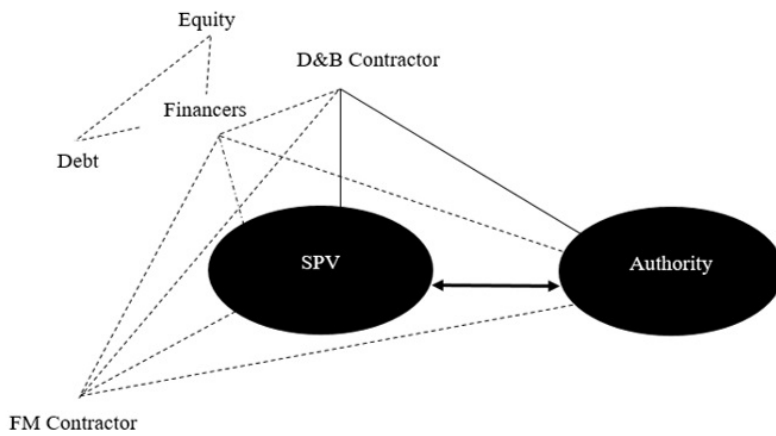 Equity
D&B Contractor
Financers
Debt
SPV
Authority
FM Contractor